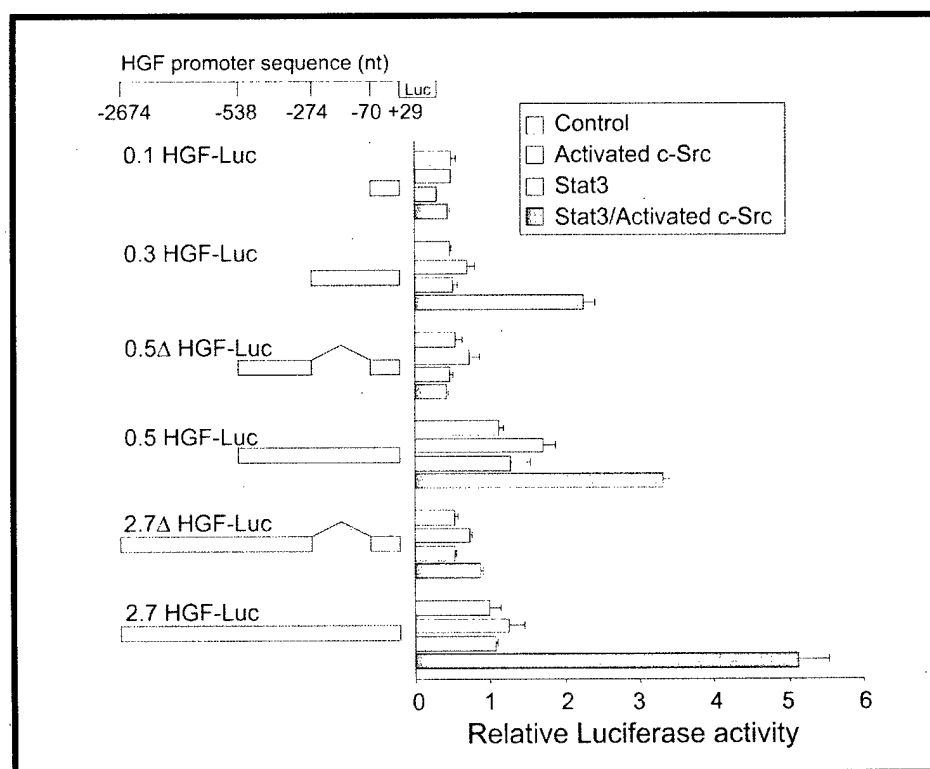 HGF promoter sequence (nt)
Luc
-2674 -538 -274 -70 +29
Control
Activated c-Src
Stat3
Stat3/Activated c-Src
0.1 HGF-Luc
0.3 HGF-Luc
0.5Δ HGF-Luc
0.5 HGF-Luc
2.7Δ HGF-Luc
2.7 HGF-Luc
0 1 2 3 4 5 6
Relative Luciferase activity